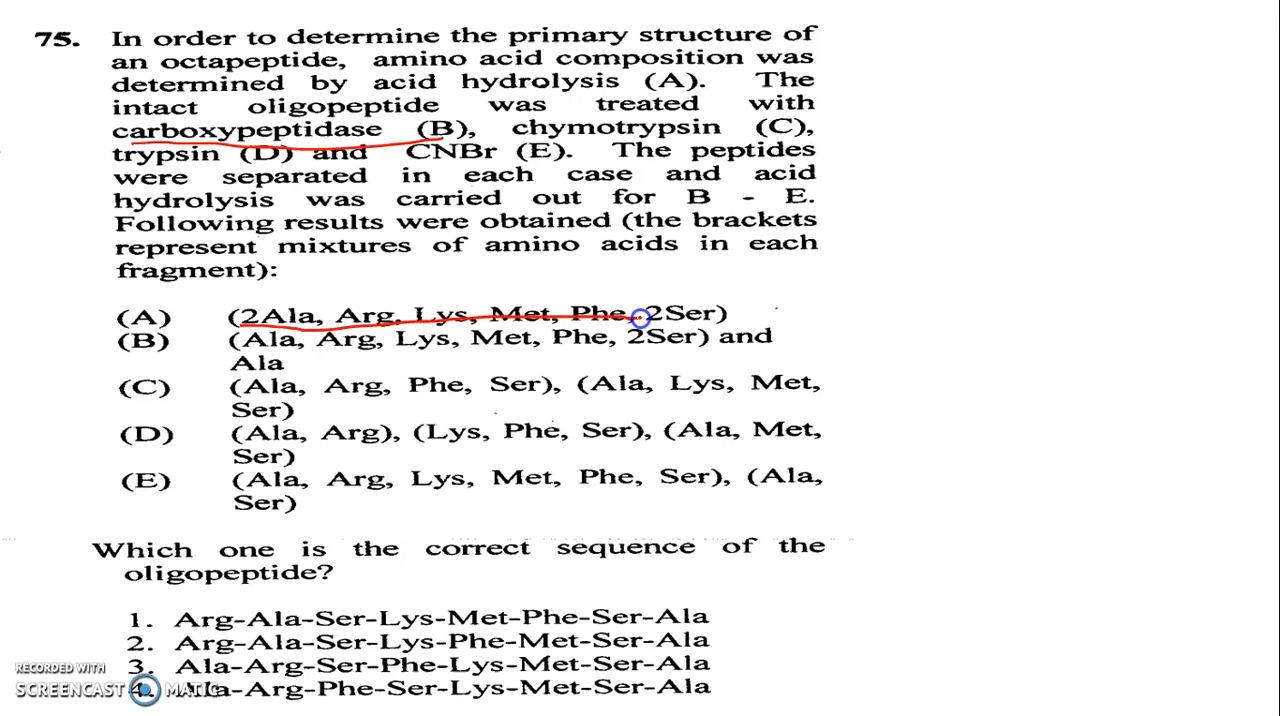 75. In order to determine the primary structure of
an octapeptide, amino acid composition was
determined by acid hydrolysis (A). The
intact oligopeptide was treated with
carboxypeptidase (B), chymotrypsin (C),
trypsin (D) and CNBr (E). The peptides
were separated in each case and acid
hydrolysis was carried out for B - E.
Following results were obtained (the brackets
represent mixtures of amino acids in each
fragment):
(A) (2Ala, Arg, Lys, Met, Phe, 2Ser)
(B) (Ala, Arg, Lys, Met, Phe, 2Ser) and
Ala
(C) (Ala, Arg, Phe, Ser), (Ala, Lys, Met,
Ser)
(D) (Ala, Arg), (Lys, Phe, Ser), (Ala, Met,
Ser)
(E) (Ala, Arg, Lys, Met, Phe, Ser), (Ala,
Ser)
Which one is the correct sequence of the
oligopeptide?
1. Arg-Ala-Ser-Lys-Met-Phe-Ser-Ala
2. Arg-Ala-Ser-Lys-Phe-Met-Ser-Ala
3. Ala-Arg-Ser-Phe-Lys-Met-Ser-Ala
4. Ala-Arg-Phe-Ser-Lys-Met-Ser-Ala
RECORDED WITH
SCREENCAST MATIC